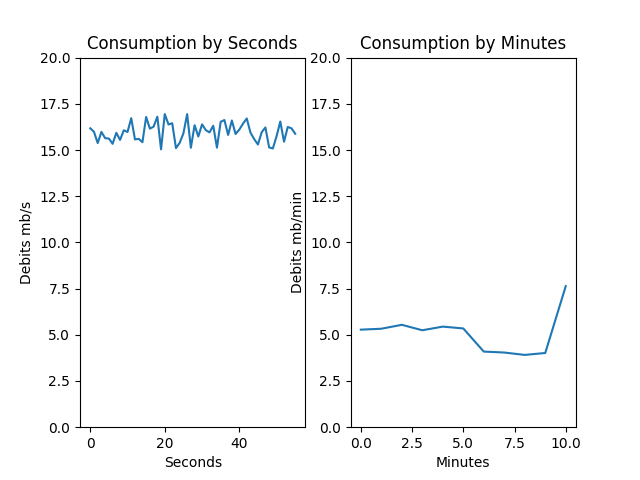 Consumption by Seconds
20.0
17.5
15.0
12.5
10.0
7.5
5.0
2.5
0.0
Debits mb/s
0 20 40
Seconds
Consumption by Minutes
20.0
17.5
15.0
12.5
10.0
7.5
5.0
2.5
0.0
Debits mb/min
0.0 2.5 5.0 7.5 10.0
Minutes